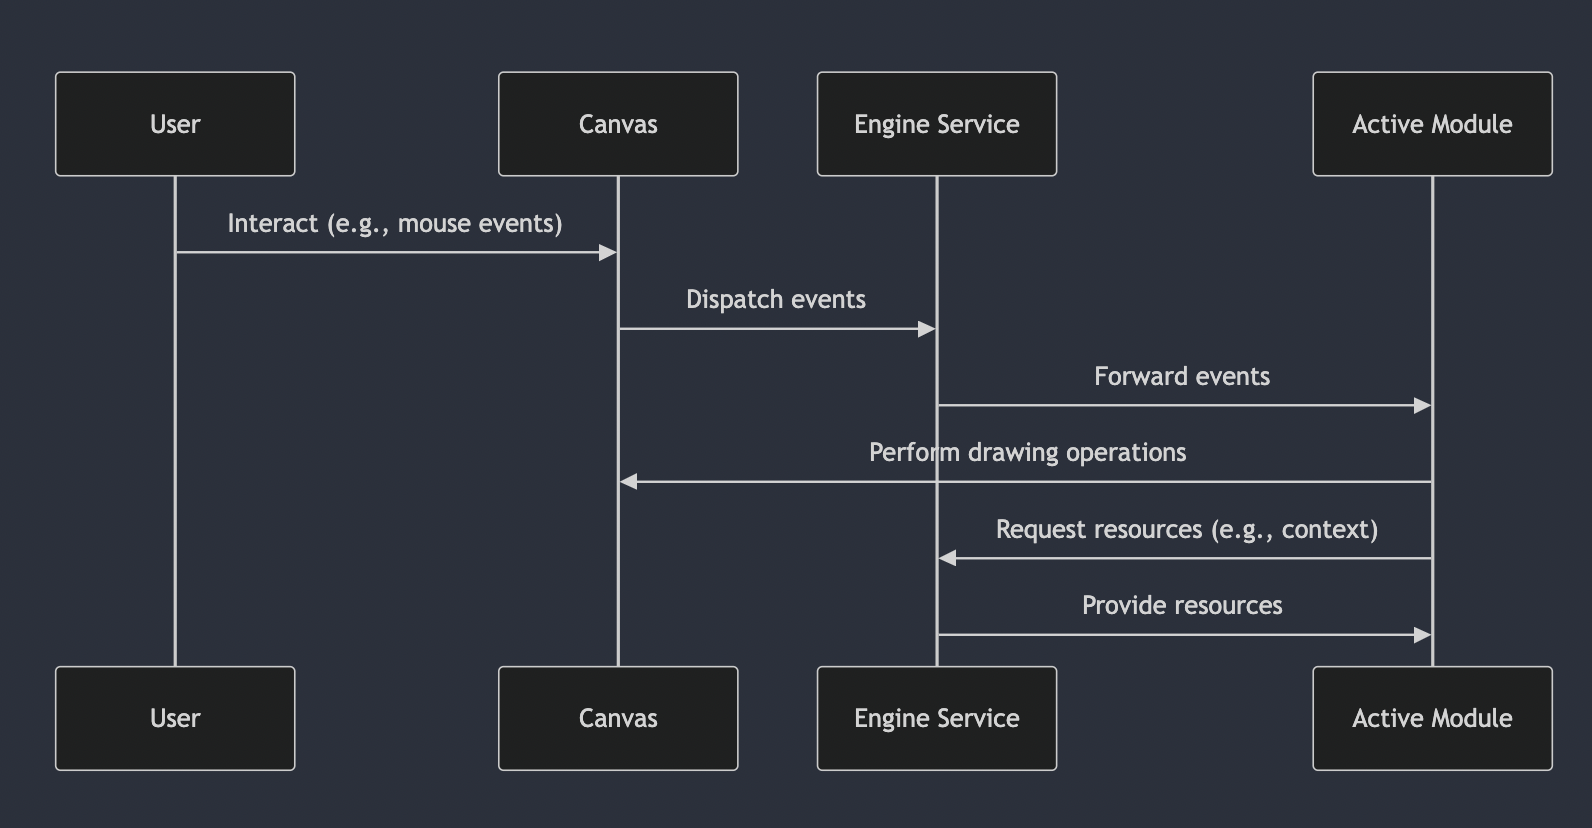 User
Canvas
Engine Service
Active Module
Interact (e.g., mouse events)
Dispatch events
Forward events
Perform drawing operations
Request resources (e.g., context)
Provide resources
User
Canvas
Engine Service
Active Module